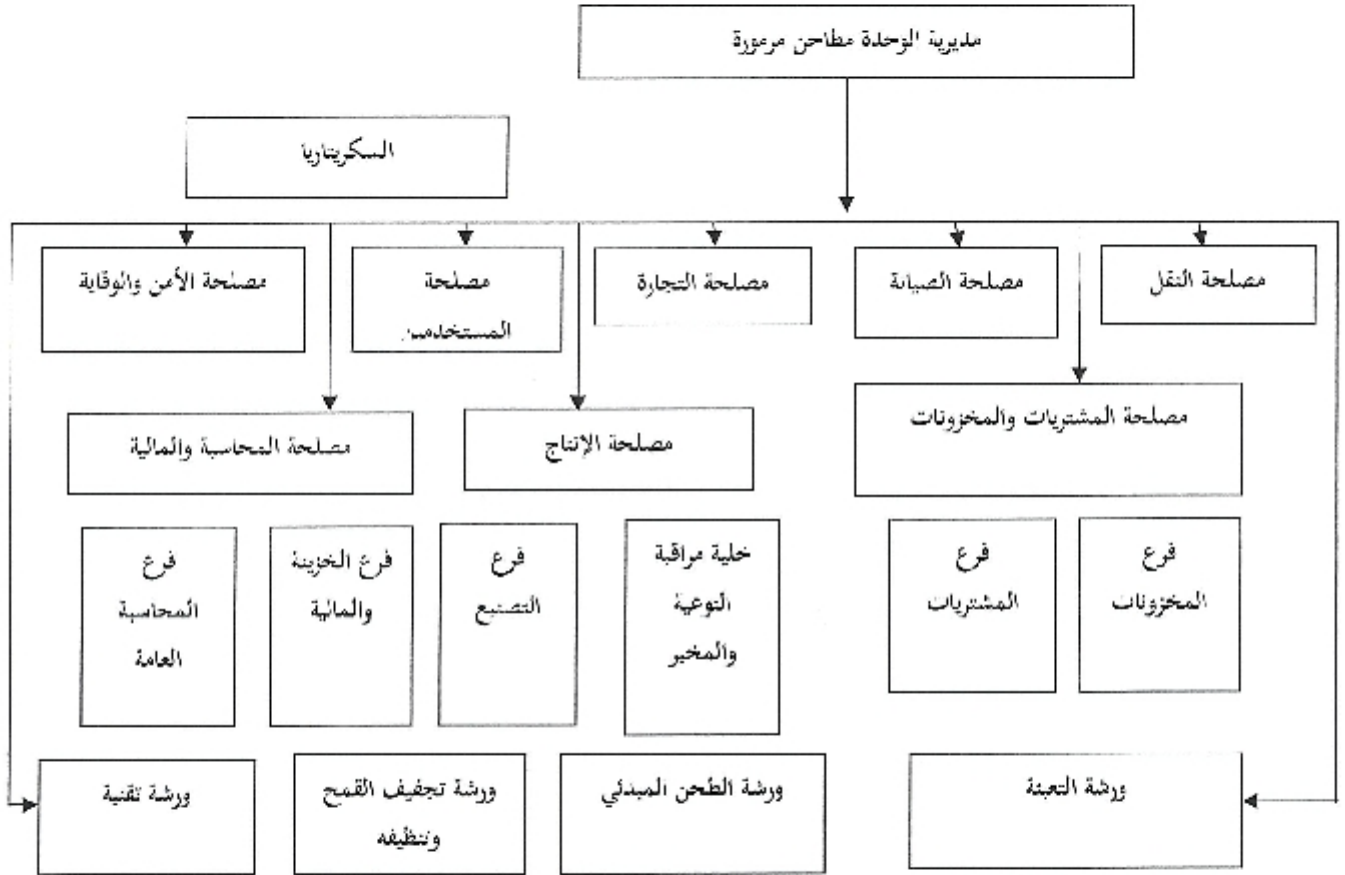 مديرية الوحدة مطاحن مرمورة
السكريتاريا
مصلحة النقل
مصلحة الصيانة
مصلحة التجارة
مصلحة
المستخدمين
مصلحة الأمن والوقاية
مصلحة المشتريات والمخزونات
مصلحة الإنتاج
مصلحة المحاسبة والمالية
فرع
المخزونات
فرع
المشتريات
خلية مراقبة
النوعية
والمخبر
فرع
التصنيع
فرع الخزينة
والمالية
فرع
المحاسبة
العامة
ورشة التعبئة
ورشة الطحن المبدئي
ورشة تجفيف القمح
وتنظيفه
ورشة تقنية